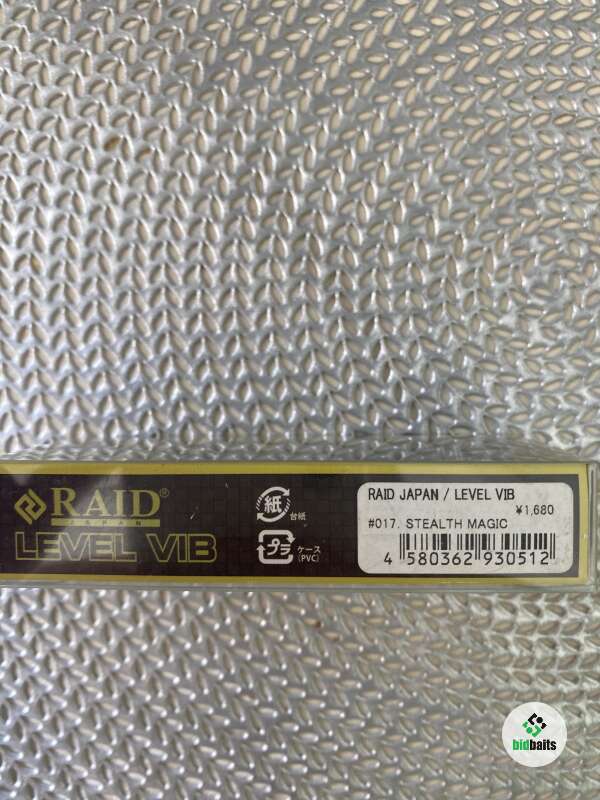 RAID®
JAPAN
LEVEL VIB
紙
台紙
プラ
ケース
(PVC)
RAID JAPAN / LEVEL VIB
¥1,680
#017. STEALTH MAGIC
4 580362 930512
bidbaits